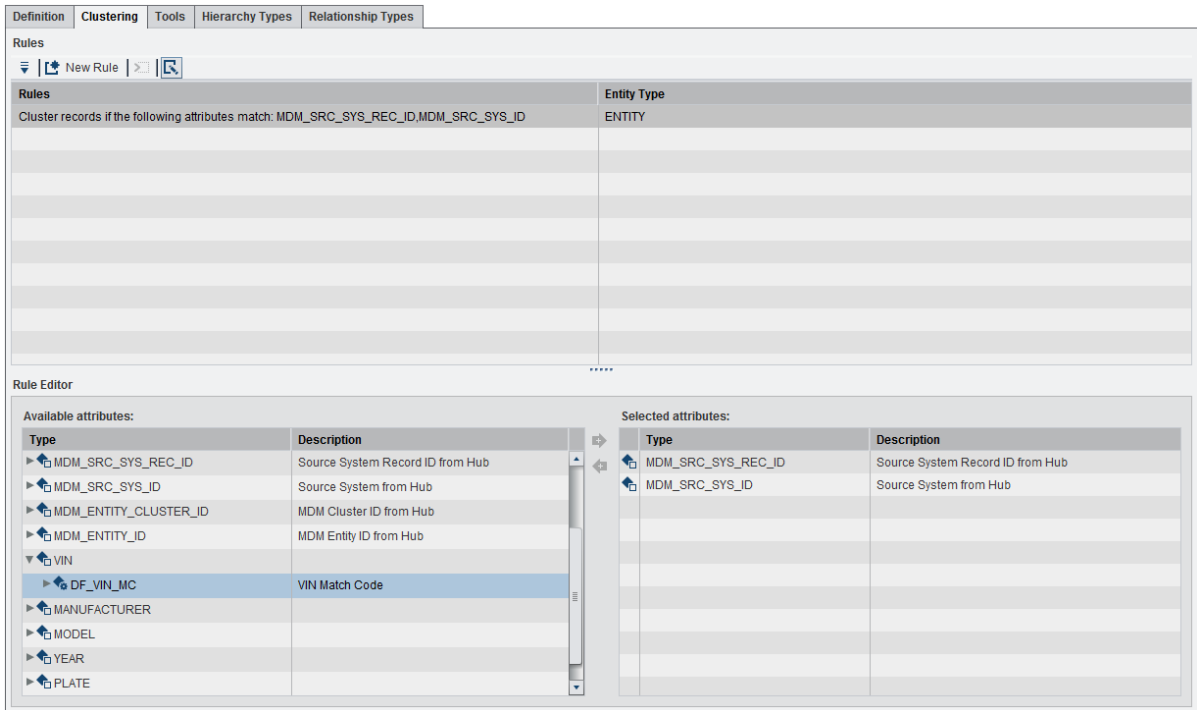 Definition Clustering Tools Hierarchy Types Relationship Types
Rules
New Rule
Rules Entity Type
Cluster records if the following attributes match: MDM_SRC_SYS_REC_ID,MDM_SRC_SYS_ID ENTITY
Rule Editor
Available attributes: Selected attributes:
Type Description Type Description
MDM_SRC_SYS_REC_ID Source System Record ID from Hub MDM_SRC_SYS_REC_ID Source System Record ID from Hub
MDM_SRC_SYS_ID Source System from Hub MDM_SRC_SYS_ID Source System from Hub
MDM_ENTITY_CLUSTER_ID MDM Cluster ID from Hub
MDM_ENTITY_ID MDM Entity ID from Hub
VIN
DF_VIN_MC VIN Match Code
MANUFACTURER
MODEL
YEAR
PLATE